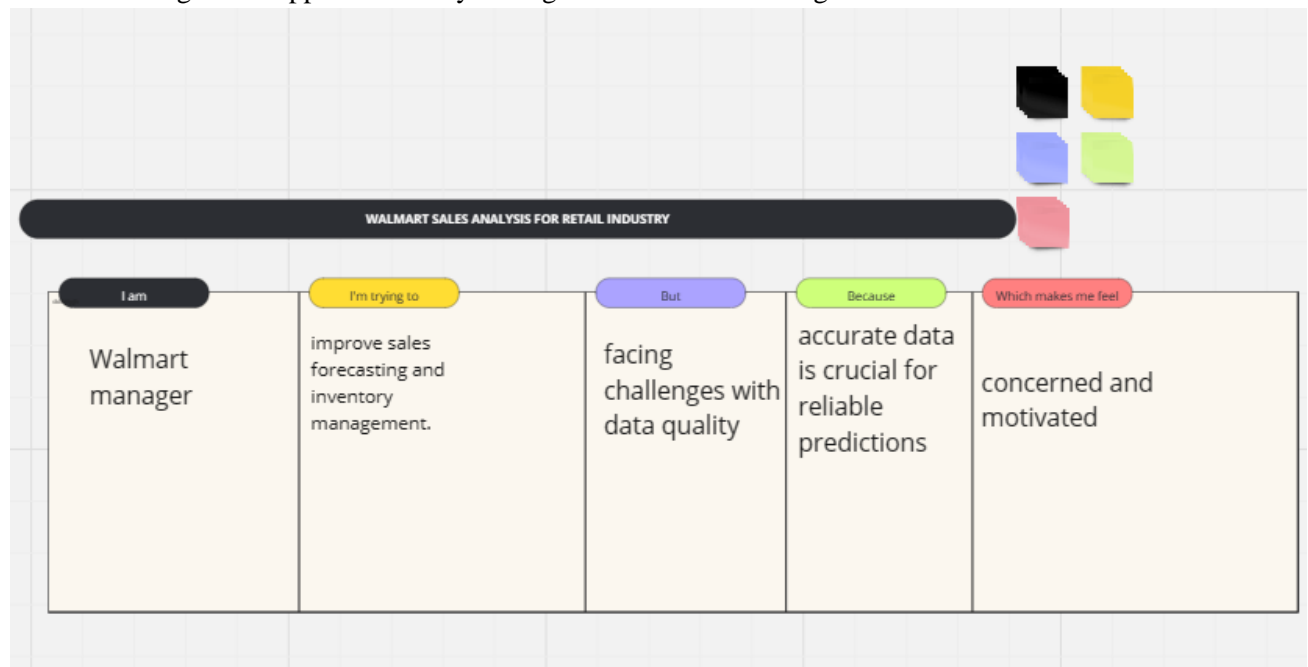 WALMART SALES ANALYSIS FOR RETAIL INDUSTRY
I am
Walmart
manager
I'm trying to
improve sales
forecasting and
inventory
management.
But
facing
challenges with
data quality
Because
accurate data
is crucial for
reliable
predictions
Which makes me feel
concerned and
motivated